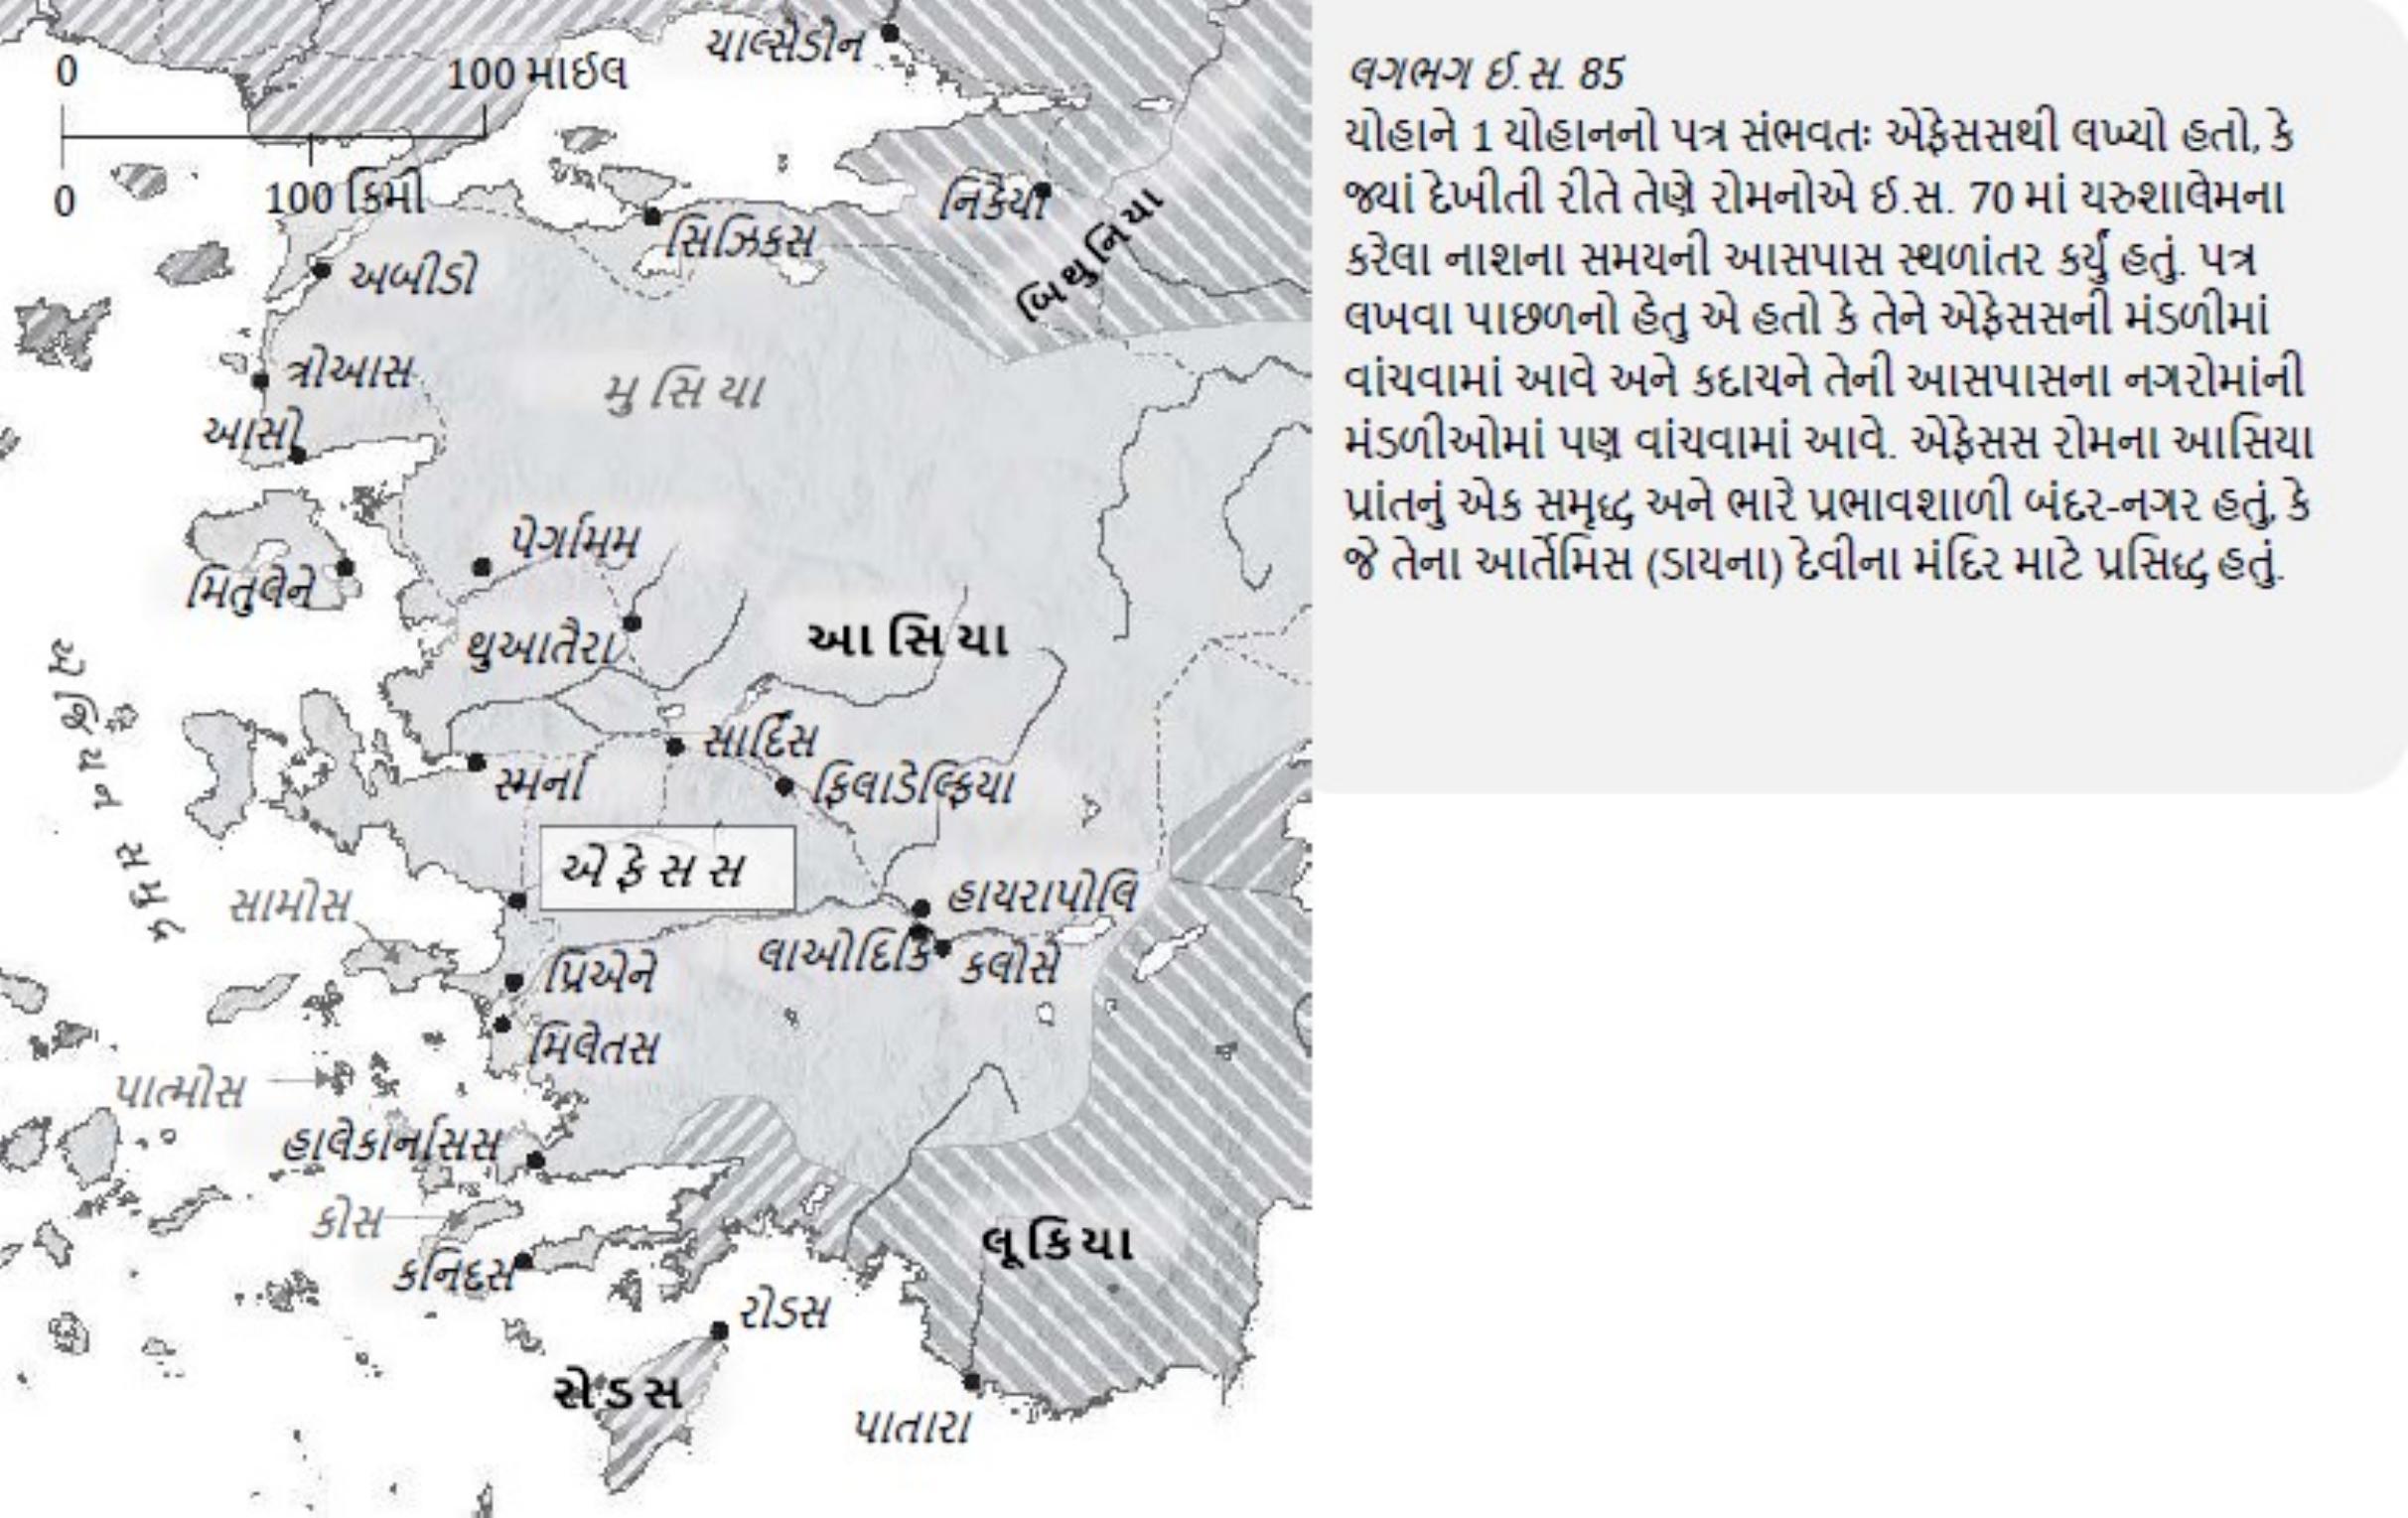 ચાલ્સેડોન
0
100 માઈલ
0
100 કિમી
નિકેયા
બિથુનિયા
સિઝિકસ
અબીડો
ત્રોઆસ
મુસિયા
આસો
પેર્ગામમ
મિતુલેને
થુઆતૈરા
આસિયા
એજીયન સમુદ્ર
સાર્દિસ
સ્મર્ના
ફિલાડેલ્ફિયા
એફેસસ
સામોસ
હાયરાપોલિ
લાઓદિકિ
કલોસે
પ્રિએને
મિલેતસ
પાત્મોસ
હાલેકાર્નાસિસ
કોસ
લૂકિયા
કનિદસ
રોડસ
રોડસ
પાતારા
લગભગ ઈ.સ. 85
યોહાને 1 યોહાનનો પત્ર સંભવતઃ એફેસસથી લખ્યો હતો, કે
જ્યાં દેખીતી રીતે તેણે રોમનોએ ઈ.સ. 70 માં યરુશાલેમના
કરેલા નાશના સમયની આસપાસ સ્થળાંતર કર્યું હતું. પત્ર
લખવા પાછળનો હેતુ એ હતો કે તેને એફેસસની મંડળીમાં
વાંચવામાં આવે અને કદાચને તેની આસપાસના નગરોમાંની
મંડળીઓમાં પણ વાંચવામાં આવે. એફેસસ રોમના આસિયા
પ્રાંતનું એક સમૃદ્ધ અને ભારે પ્રભાવશાળી બંદર-નગર હતું, કે
જે તેના આર્તેમિસ (ડાયના) દેવીના મંદિર માટે પ્રસિદ્ધ હતું.